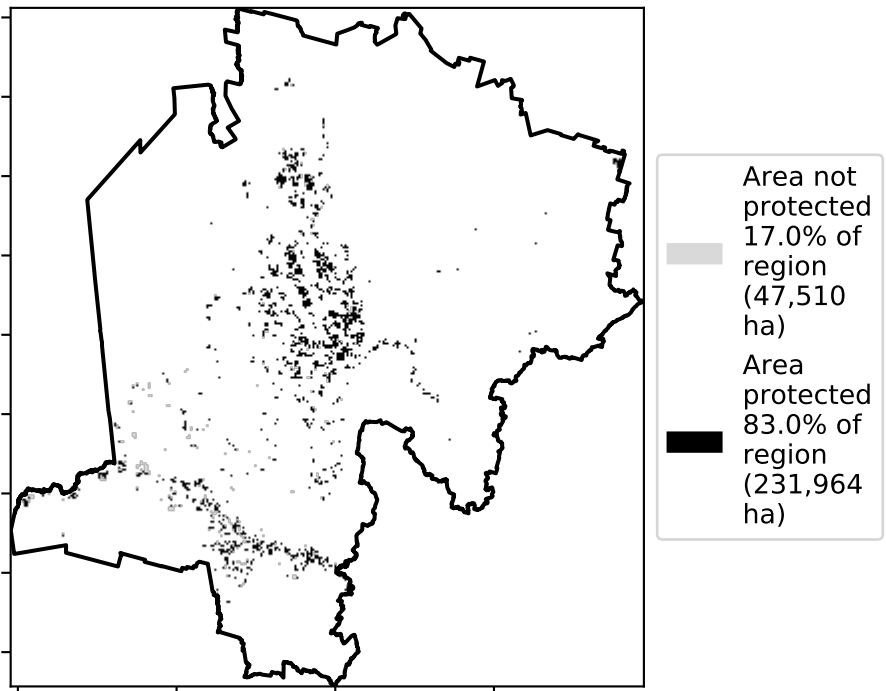 Area not
protected
17.0% of
region
(47,510
ha)
Area
protected
83.0% of
region
(231,964
ha)